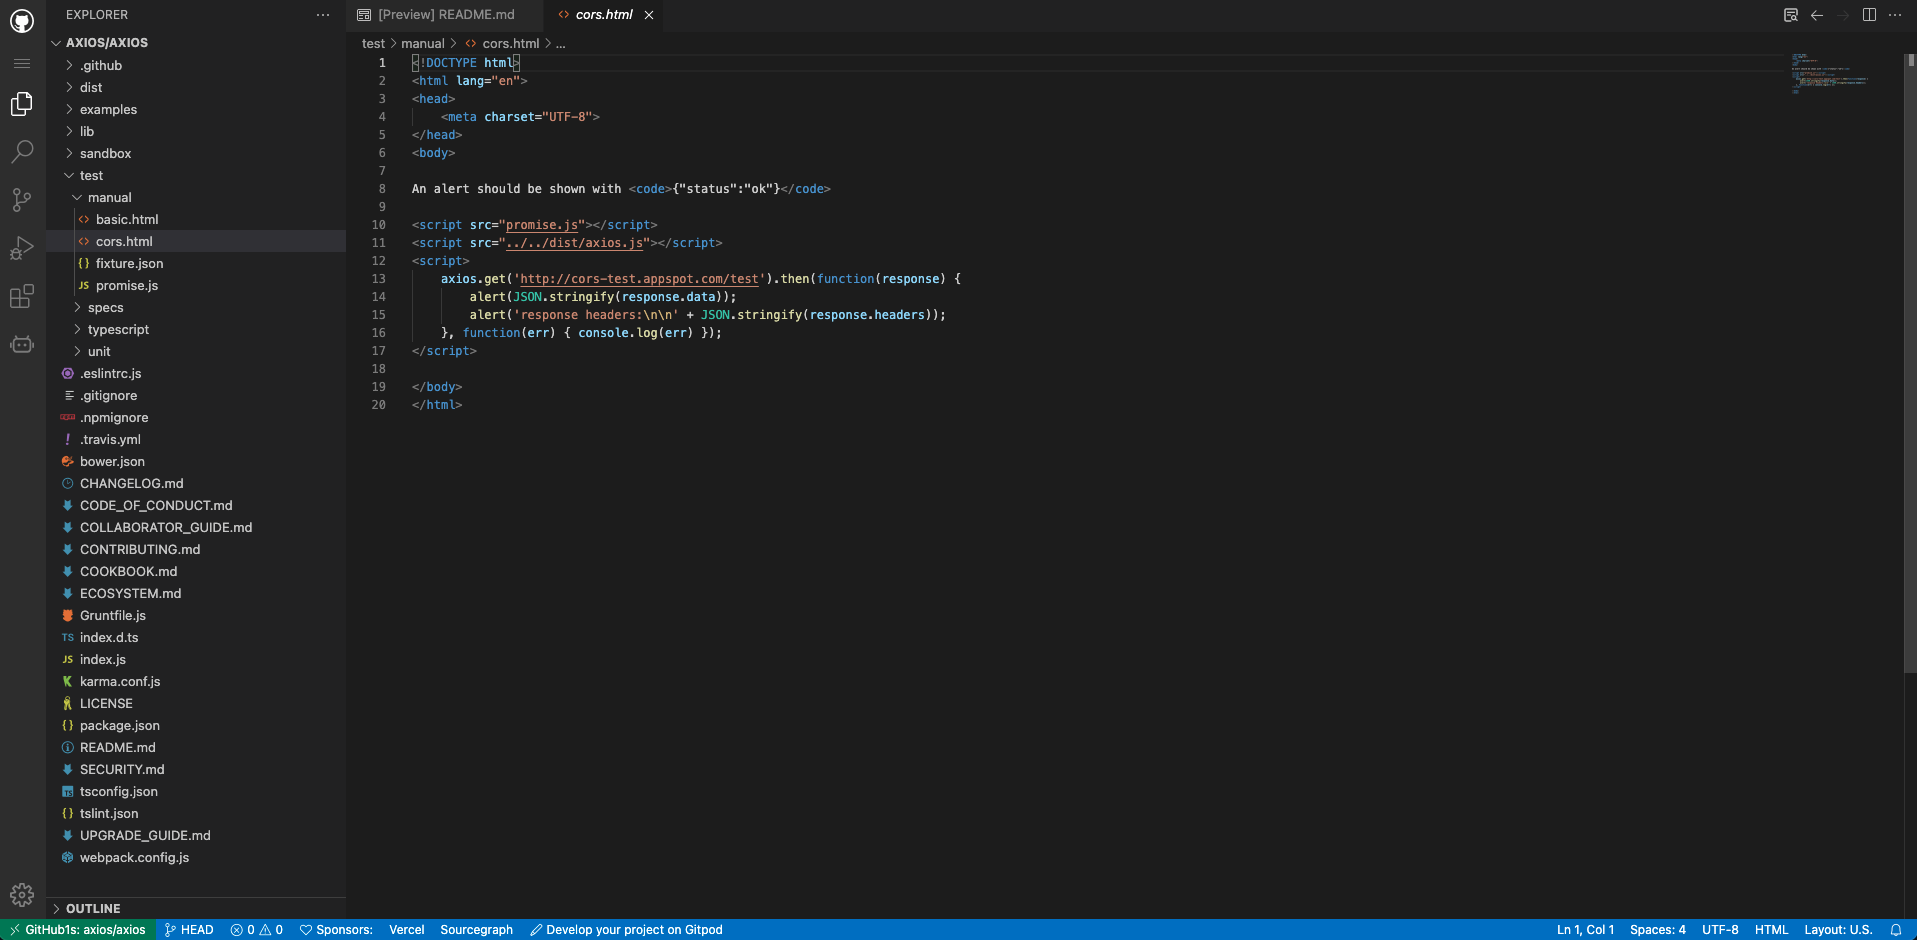 EXPLORER
AXIOS/AXIOS
.github
dist
examples
lib
sandbox
test
manual
basic.html
cors.html
fixture.json
JS promise.js
specs
typescript
unit
.eslintrc.js
.gitignore
.npmignore
.travis.yml
bower.json
CHANGELOG.md
CODE_OF_CONDUCT.md
COLLABORATOR_GUIDE.md
CONTRIBUTING.md
COOKBOOK.md
ECOSYSTEM.md
Gruntfile.js
TS index.d.ts
JS index.js
karma.conf.js
LICENSE
package.json
README.md
SECURITY.md
tsconfig.json
tslint.json
UPGRADE_GUIDE.md
webpack.config.js
OUTLINE
[Preview] README.md
cors.html
test > manual > cors.html > ...
1 <!DOCTYPE html>
2 <html lang="en">
3 <head>
4     <meta charset="UTF-8">
5 </head>
6 <body>
7
8 An alert should be shown with <code>{"status":"ok"}</code>
9
10 <script src="promise.js"></script>
11 <script src="../../dist/axios.js"></script>
12 <script>
13     axios.get('http://cors-test.appspot.com/test').then(function(response) {
14         alert(JSON.stringify(response.data));
15         alert('response headers:\n\n' + JSON.stringify(response.headers));
16     }, function(err) { console.log(err) });
17 </script>
18
19 </body>
20 </html>
GitHub1s: axios/axios HEAD 0 0 Sponsors: Vercel Sourcegraph Develop your project on Gitpod Ln 1, Col 1 Spaces: 4 UTF-8 HTML Layout: U.S.